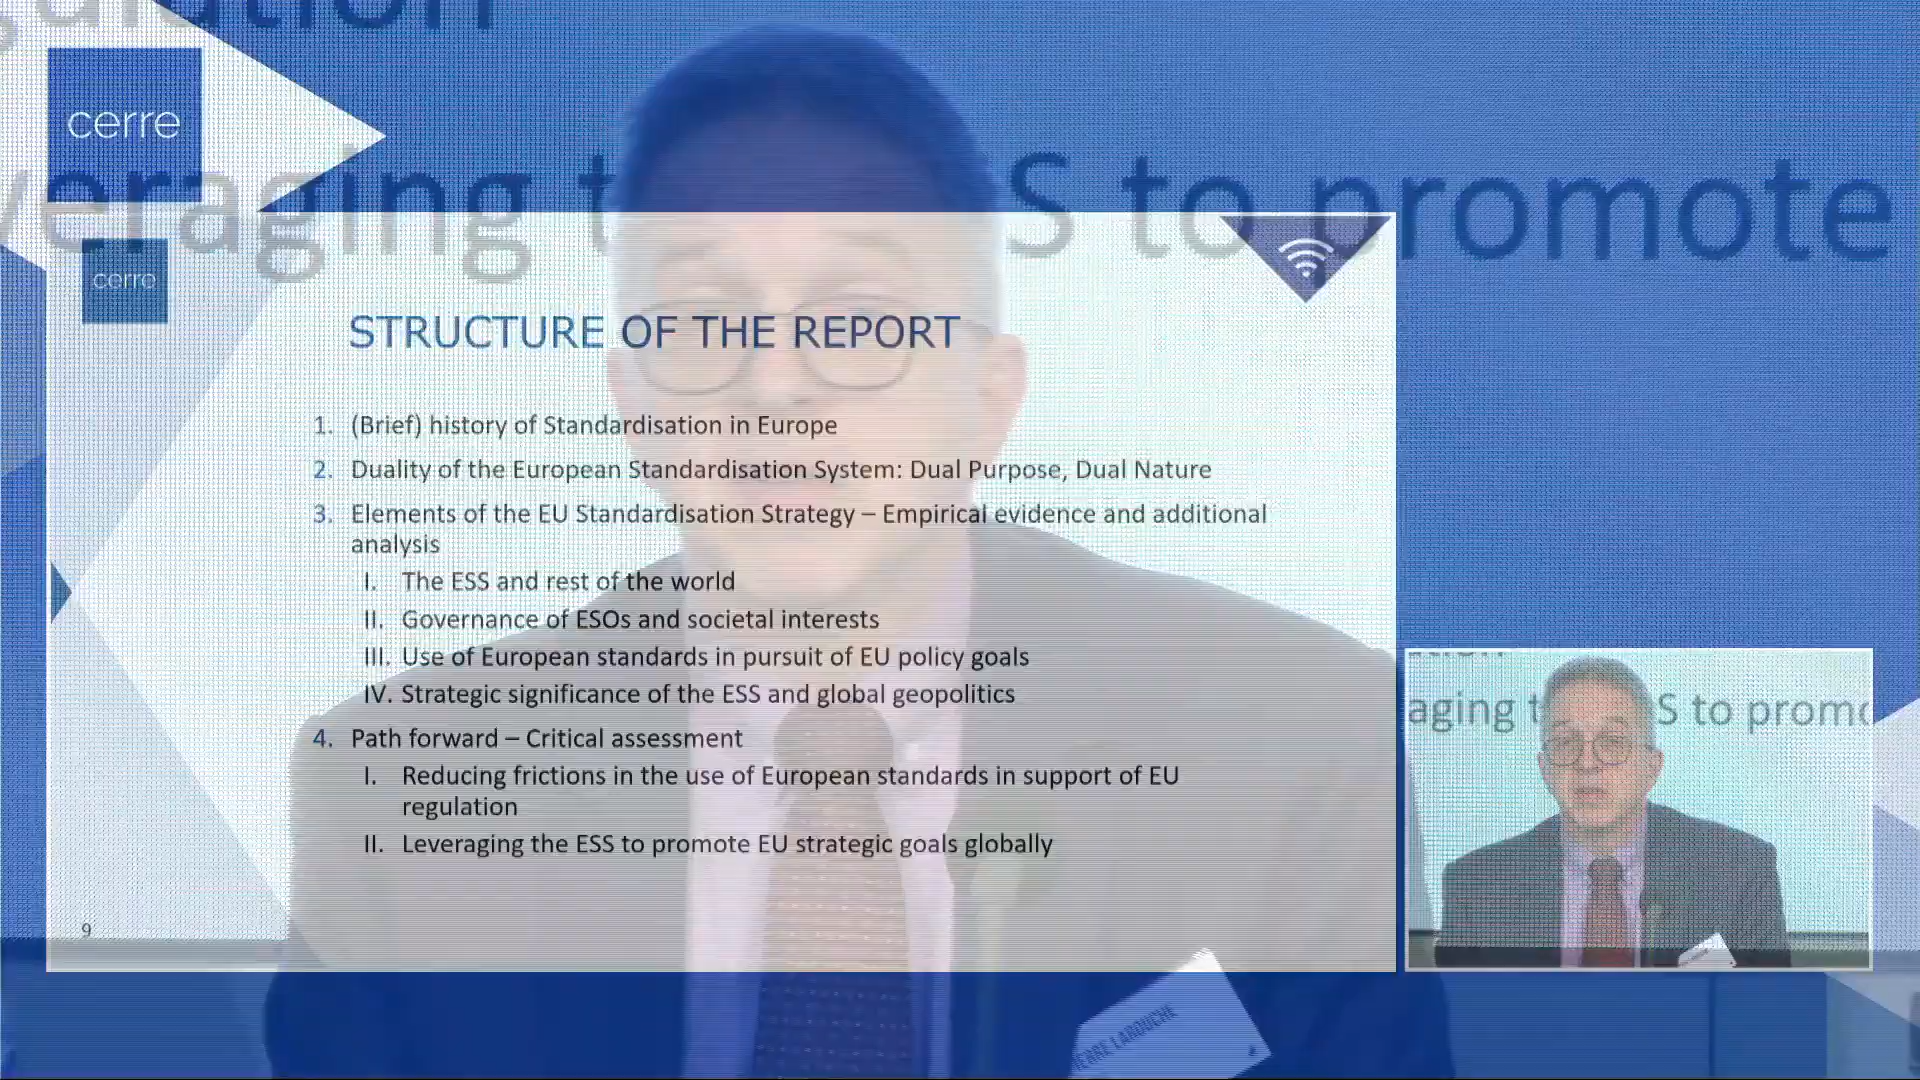 cerre
eraging t S to promote
cerre
STRUCTURE OF THE REPORT
1. (Brief) history of Standardisation in Europe
2. Duality of the European Standardisation System: Dual Purpose, Dual Nature
3. Elements of the EU Standardisation Strategy – Empirical evidence and additional
analysis
I. The ESS and rest of the world
II. Governance of ESOs and societal interests
III. Use of European standards in pursuit of EU policy goals
IV. Strategic significance of the ESS and global geopolitics
4. Path forward – Critical assessment
I. Reducing frictions in the use of European standards in support of EU
regulation
II. Leveraging the ESS to promote EU strategic goals globally
9
aging t S to promo
ERRE LAROUCHE